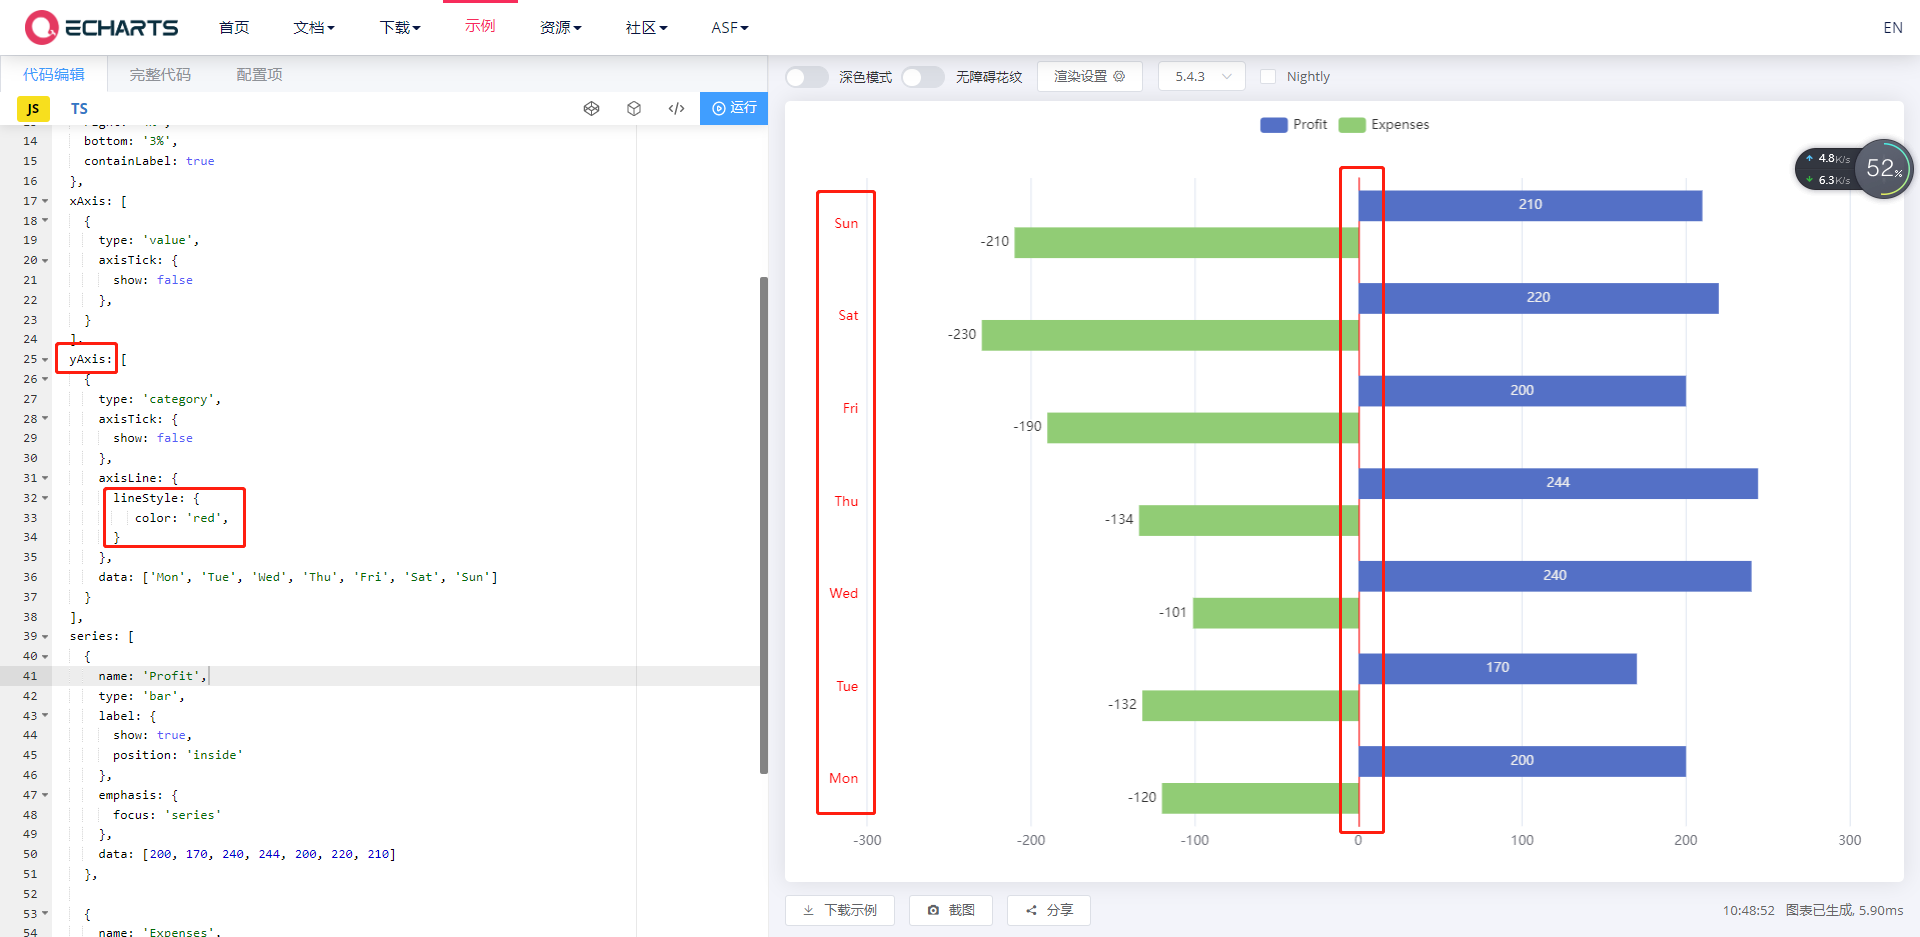 ECHARTS 首页 文档 下载 示例 资源 社区 ASF EN
代码编辑 完整代码 配置项
JS TS 运行
14 bottom: '3%',
15 containLabel: true
16 },
17 xAxis: [
18 {
19 type: 'value',
20 axisTick: {
21 show: false
22 },
23 }
24 ],
25 yAxis: [
26 {
27 type: 'category',
28 axisTick: {
29 show: false
30 },
31 axisLine: {
32 lineStyle: {
33 color: 'red',
34 }
35 },
36 data: ['Mon', 'Tue', 'Wed', 'Thu', 'Fri', 'Sat', 'Sun']
37 }
38 ],
39 series: [
40 {
41 name: 'Profit',
42 type: 'bar',
43 label: {
44 show: true,
45 position: 'inside'
46 },
47 emphasis: {
48 focus: 'series'
49 },
50 data: [200, 170, 240, 244, 200, 220, 210]
51 },
52
53 {
54 name: 'Expenses',
深色模式 无障碍花纹 渲染设置 5.4.3 Nightly
Profit Expenses
4.8K/s
6.3K/s
52%
Sun
210
-210
Sat
220
-230
Fri
200
-190
Thu
244
-134
Wed
240
-101
Tue
170
-132
Mon
200
-120
-300 -200 -100 0 100 200 300
下载示例 截图 分享
10:48:52 图表已生成, 5.90ms